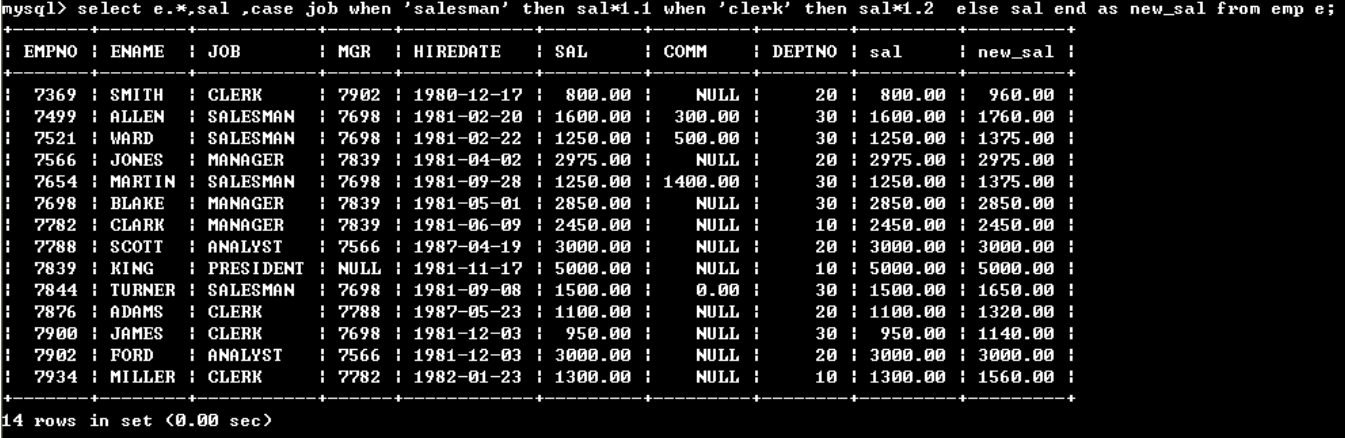 mysql> select e.*,sal ,case job when 'salesman' then sal*1.1 when 'clerk' then sal*1.2  else sal end as new_sal from emp e;
+-------+--------+-----------+------+------------+---------+---------+--------+---------+---------+
| EMPNO | ENAME  | JOB       | MGR  | HIREDATE   | SAL     | COMM    | DEPTNO | sal     | new_sal |
+-------+--------+-----------+------+------------+---------+---------+--------+---------+---------+
|  7369 | SMITH  | CLERK     | 7902 | 1980-12-17 |  800.00 |    NULL |     20 |  800.00 |  960.00 |
|  7499 | ALLEN  | SALESMAN  | 7698 | 1981-02-20 | 1600.00 |  300.00 |     30 | 1600.00 | 1760.00 |
|  7521 | WARD   | SALESMAN  | 7698 | 1981-02-22 | 1250.00 |  500.00 |     30 | 1250.00 | 1375.00 |
|  7566 | JONES  | MANAGER   | 7839 | 1981-04-02 | 2975.00 |    NULL |     20 | 2975.00 | 2975.00 |
|  7654 | MARTIN | SALESMAN  | 7698 | 1981-09-28 | 1250.00 | 1400.00 |     30 | 1250.00 | 1375.00 |
|  7698 | BLAKE  | MANAGER   | 7839 | 1981-05-01 | 2850.00 |    NULL |     30 | 2850.00 | 2850.00 |
|  7782 | CLARK  | MANAGER   | 7839 | 1981-06-09 | 2450.00 |    NULL |     10 | 2450.00 | 2450.00 |
|  7788 | SCOTT  | ANALYST   | 7566 | 1987-04-19 | 3000.00 |    NULL |     20 | 3000.00 | 3000.00 |
|  7839 | KING   | PRESIDENT | NULL | 1981-11-17 | 5000.00 |    NULL |     10 | 5000.00 | 5000.00 |
|  7844 | TURNER | SALESMAN  | 7698 | 1981-09-08 | 1500.00 |    0.00 |     30 | 1500.00 | 1650.00 |
|  7876 | ADAMS  | CLERK     | 7788 | 1987-05-23 | 1100.00 |    NULL |     20 | 1100.00 | 1320.00 |
|  7900 | JAMES  | CLERK     | 7698 | 1981-12-03 |  950.00 |    NULL |     30 |  950.00 | 1140.00 |
|  7902 | FORD   | ANALYST   | 7566 | 1981-12-03 | 3000.00 |    NULL |     20 | 3000.00 | 3000.00 |
|  7934 | MILLER | CLERK     | 7782 | 1982-01-23 | 1300.00 |    NULL |     10 | 1300.00 | 1560.00 |
+-------+--------+-----------+------+------------+---------+---------+--------+---------+---------+
14 rows in set (0.00 sec)